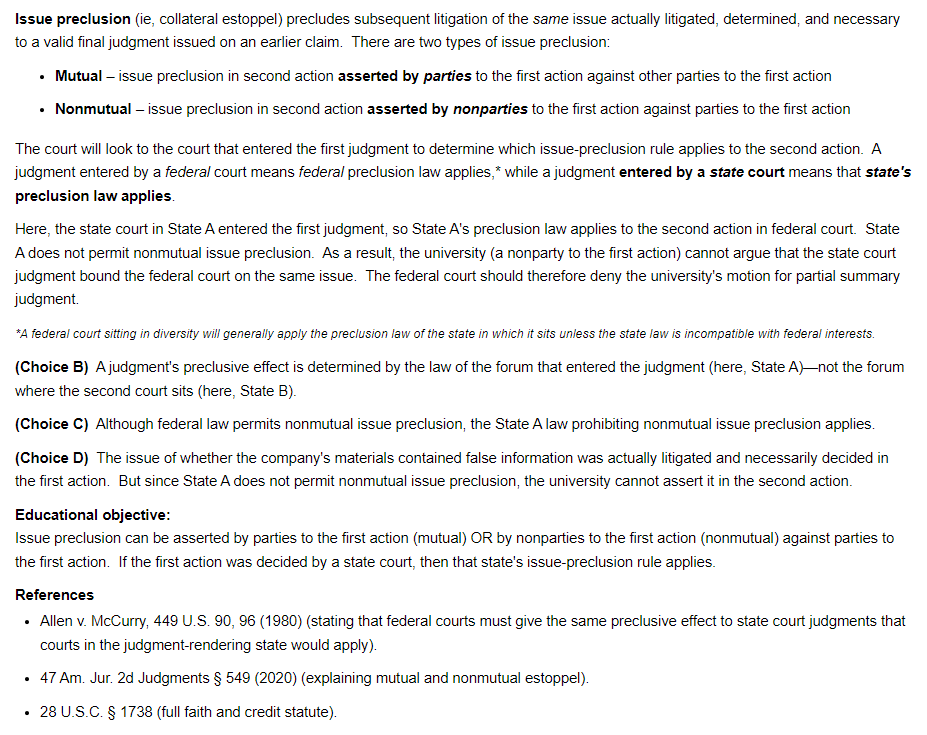 Issue preclusion (ie, collateral estoppel) precludes subsequent litigation of the same issue actually litigated, determined, and necessary
to a valid final judgment issued on an earlier claim.  There are two types of issue preclusion:
• Mutual – issue preclusion in second action asserted by parties to the first action against other parties to the first action
• Nonmutual – issue preclusion in second action asserted by nonparties to the first action against parties to the first action
The court will look to the court that entered the first judgment to determine which issue-preclusion rule applies to the second action.  A
judgment entered by a federal court means federal preclusion law applies,* while a judgment entered by a state court means that state's
preclusion law applies.
Here, the state court in State A entered the first judgment, so State A's preclusion law applies to the second action in federal court.  State
A does not permit nonmutual issue preclusion.  As a result, the university (a nonparty to the first action) cannot argue that the state court
judgment bound the federal court on the same issue.  The federal court should therefore deny the university's motion for partial summary
judgment.
*A federal court sitting in diversity will generally apply the preclusion law of the state in which it sits unless the state law is incompatible with federal interests.
(Choice B)  A judgment's preclusive effect is determined by the law of the forum that entered the judgment (here, State A)—not the forum
where the second court sits (here, State B).
(Choice C)  Although federal law permits nonmutual issue preclusion, the State A law prohibiting nonmutual issue preclusion applies.
(Choice D)  The issue of whether the company's materials contained false information was actually litigated and necessarily decided in
the first action.  But since State A does not permit nonmutual issue preclusion, the university cannot assert it in the second action.
Educational objective:
Issue preclusion can be asserted by parties to the first action (mutual) OR by nonparties to the first action (nonmutual) against parties to
the first action.  If the first action was decided by a state court, then that state's issue-preclusion rule applies.
References
• Allen v. McCurry, 449 U.S. 90, 96 (1980) (stating that federal courts must give the same preclusive effect to state court judgments that
courts in the judgment-rendering state would apply).
• 47 Am. Jur. 2d Judgments § 549 (2020) (explaining mutual and nonmutual estoppel).
• 28 U.S.C. § 1738 (full faith and credit statute).